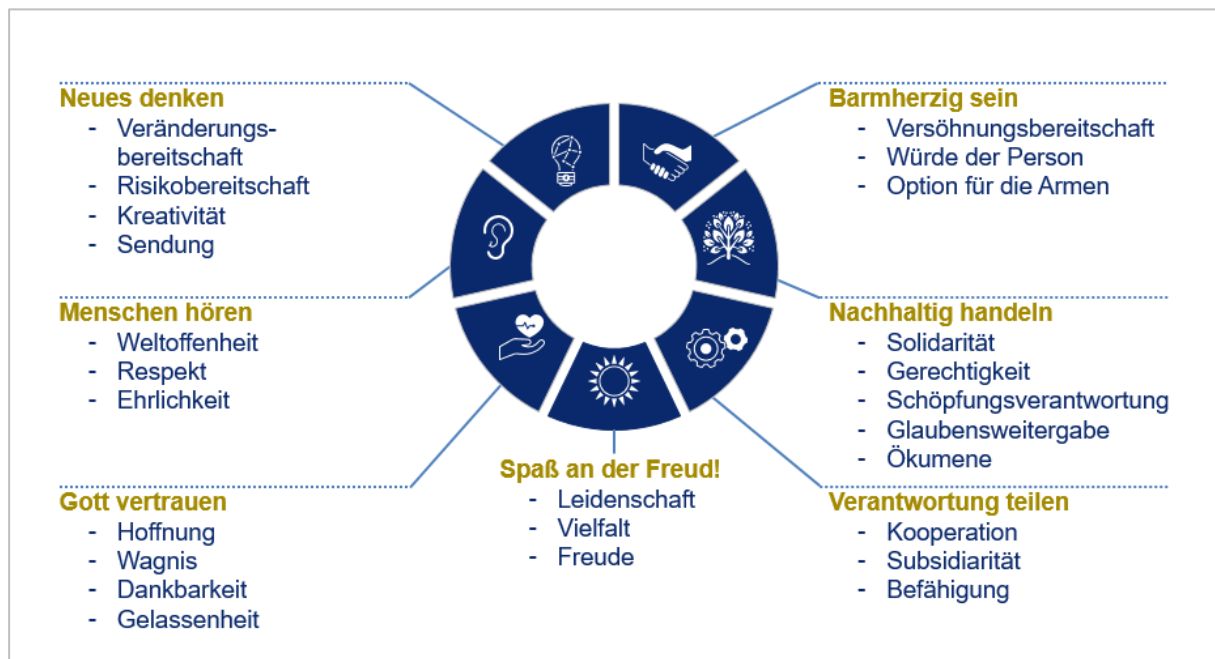 Neues denken
- Veränderungs-
bereitschaft
- Risikobereitschaft
- Kreativität
- Sendung
Menschen hören
- Weltoffenheit
- Respekt
- Ehrlichkeit
Gott vertrauen
- Hoffnung
- Wagnis
- Dankbarkeit
- Gelassenheit
Spaß an der Freud!
- Leidenschaft
- Vielfalt
- Freude
Barmherzig sein
- Versöhnungsbereitschaft
- Würde der Person
- Option für die Armen
Nachhaltig handeln
- Solidarität
- Gerechtigkeit
- Schöpfungsverantwortung
- Glaubensweitergabe
- Ökumene
Verantwortung teilen
- Kooperation
- Subsidiarität
- Befähigung